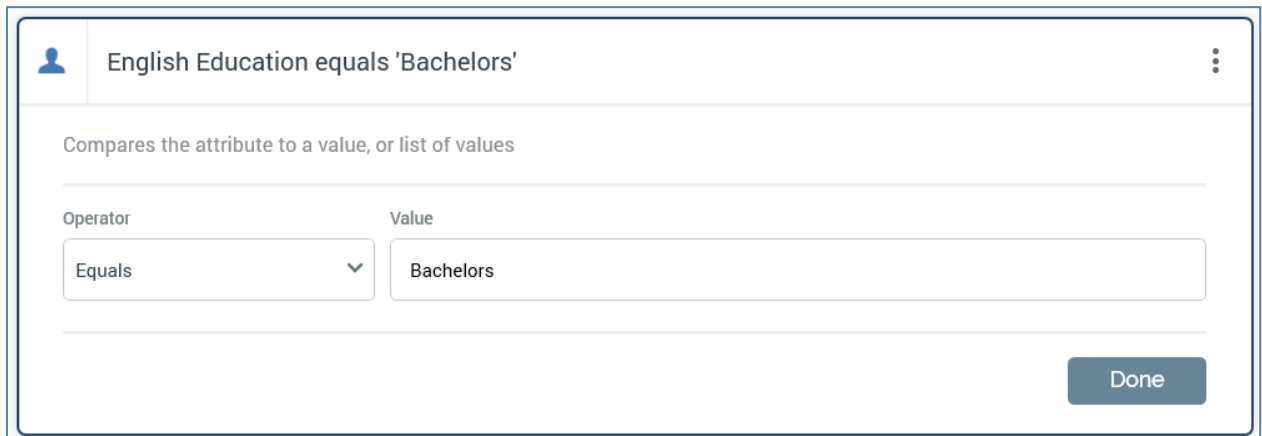 English Education equals 'Bachelors'
Compares the attribute to a value, or list of values
Operator Value
Equals Bachelors
Done